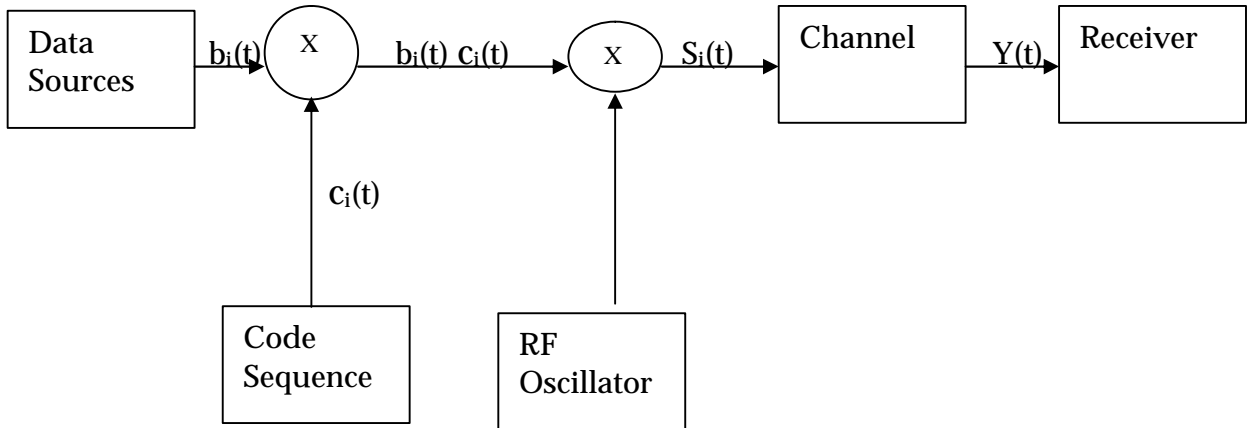 Data
Sources
bᵢ(t)
X
bᵢ(t) cᵢ(t)
X
Sᵢ(t)
Channel
Y(t)
Receiver
cᵢ(t)
Code
Sequence
RF
Oscillator